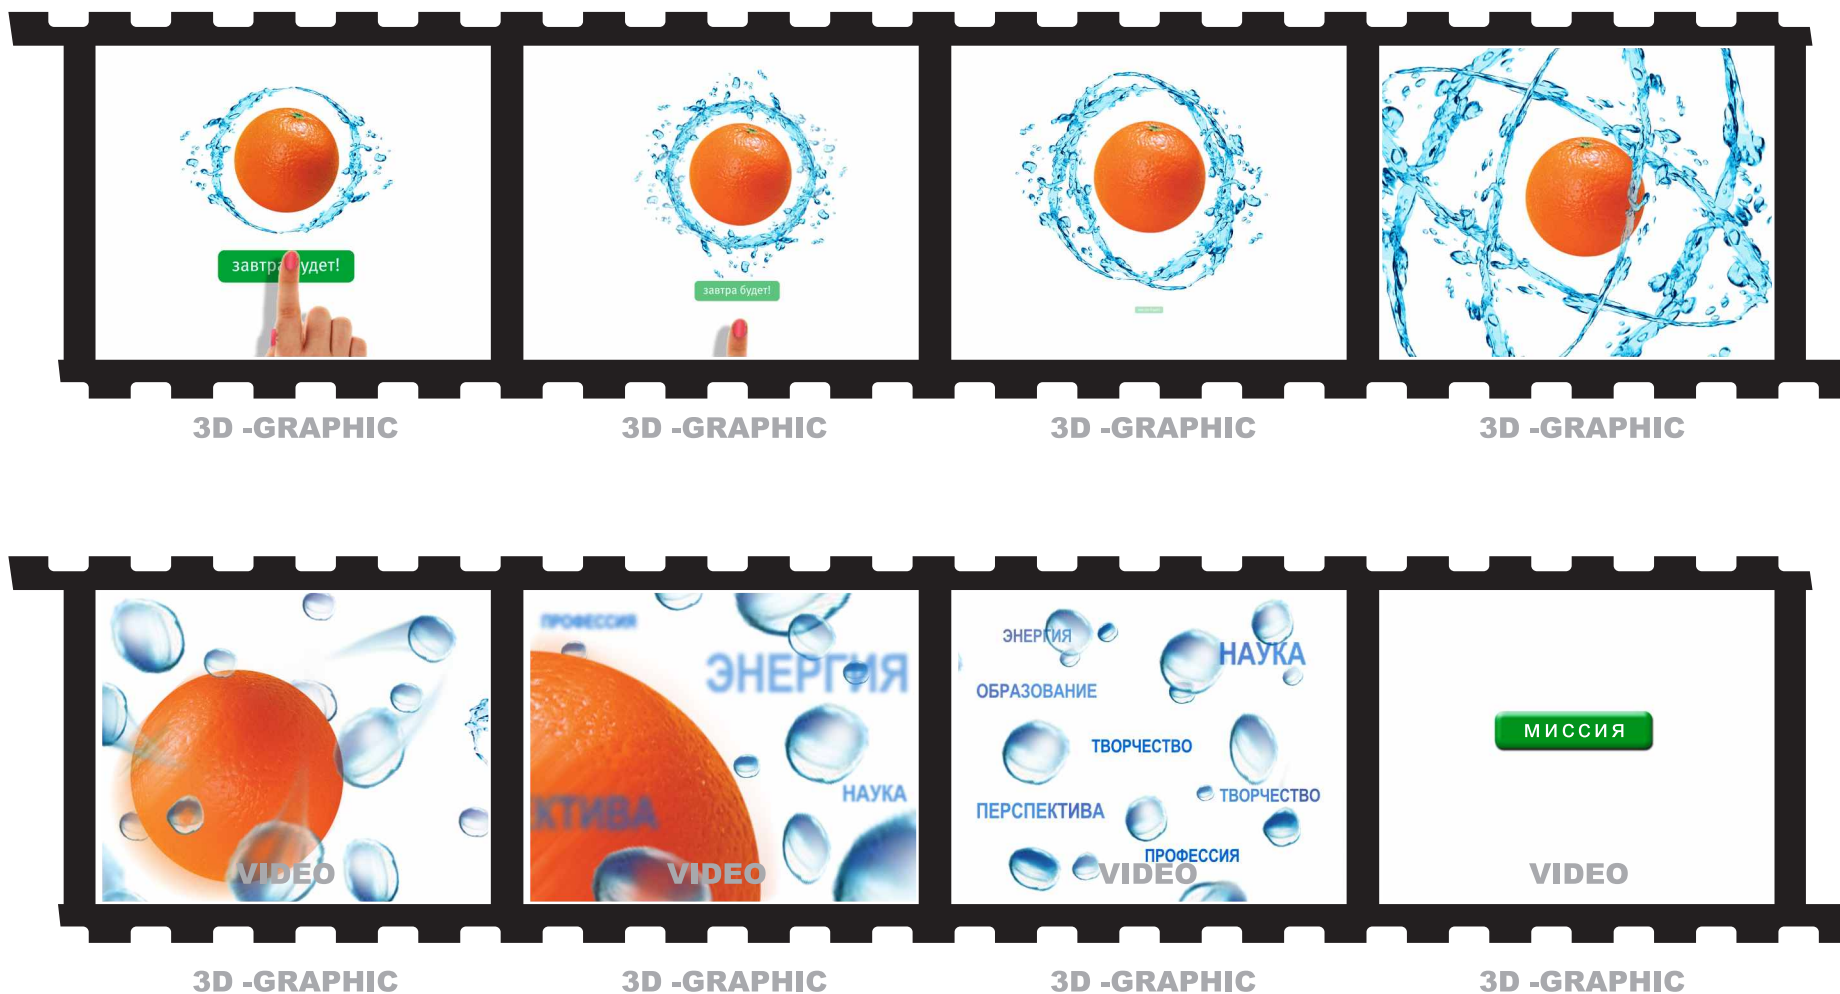 завтра будет!
завтра будет!
3D -GRAPHIC
3D -GRAPHIC
3D -GRAPHIC
3D -GRAPHIC
VIDEO
ПРОФЕССИЯ
ЭНЕРГИЯ
НАУКА
КТИВА
VIDEO
ЭНЕРГИЯ
НАУКА
ОБРАЗОВАНИЕ
ТВОРЧЕСТВО
ТВОРЧЕСТВО
ПЕРСПЕКТИВА
ПРОФЕССИЯ
VIDEO
МИССИЯ
VIDEO
3D -GRAPHIC
3D -GRAPHIC
3D -GRAPHIC
3D -GRAPHIC